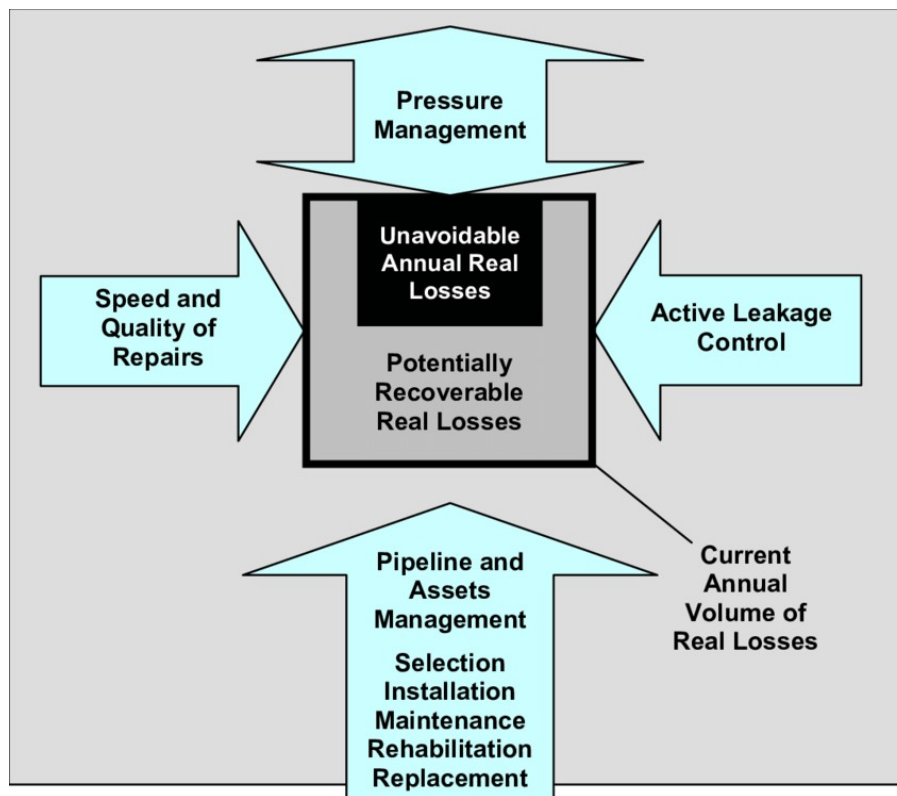 Pressure
Management
Unavoidable
Annual Real
Losses
Speed and
Quality of
Repairs
Active Leakage
Control
Potentially
Recoverable
Real Losses
Pipeline and
Assets
Management
Selection
Installation
Maintenance
Rehabilitation
Replacement
Current
Annual
Volume of
Real Losses